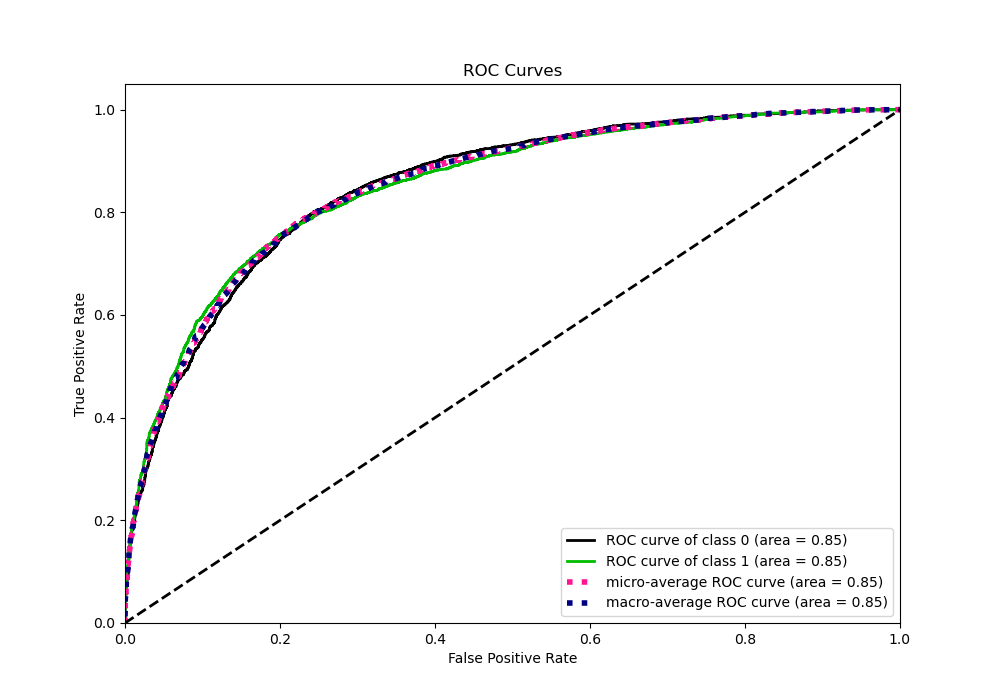 ROC Curves
True Positive Rate
1.0
0.8
0.6
0.4
0.2
0.0
0.0 0.2 0.4 0.6 0.8 1.0
False Positive Rate
ROC curve of class 0 (area = 0.85)
ROC curve of class 1 (area = 0.85)
micro-average ROC curve (area = 0.85)
macro-average ROC curve (area = 0.85)